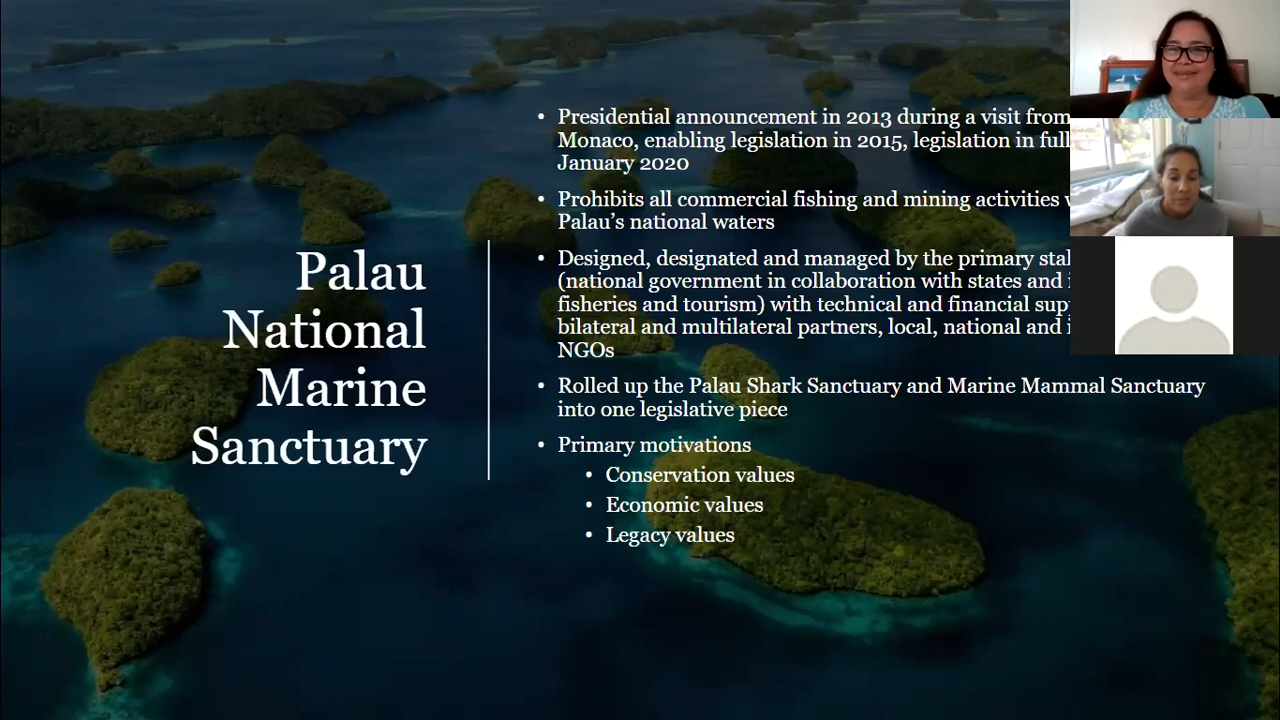 Palau
National
Marine
Sanctuary
• Presidential announcement in 2013 during a visit from
Monaco, enabling legislation in 2015, legislation in full
January 2020
• Prohibits all commercial fishing and mining activities
Palau’s national waters
• Designed, designated and managed by the primary
(national government in collaboration with states and
fisheries and tourism) with technical and financial
bilateral and multilateral partners, local, national and
NGOs
• Rolled up the Palau Shark Sanctuary and Marine Mammal Sanctuary
into one legislative piece
• Primary motivations
• Conservation values
• Economic values
• Legacy values